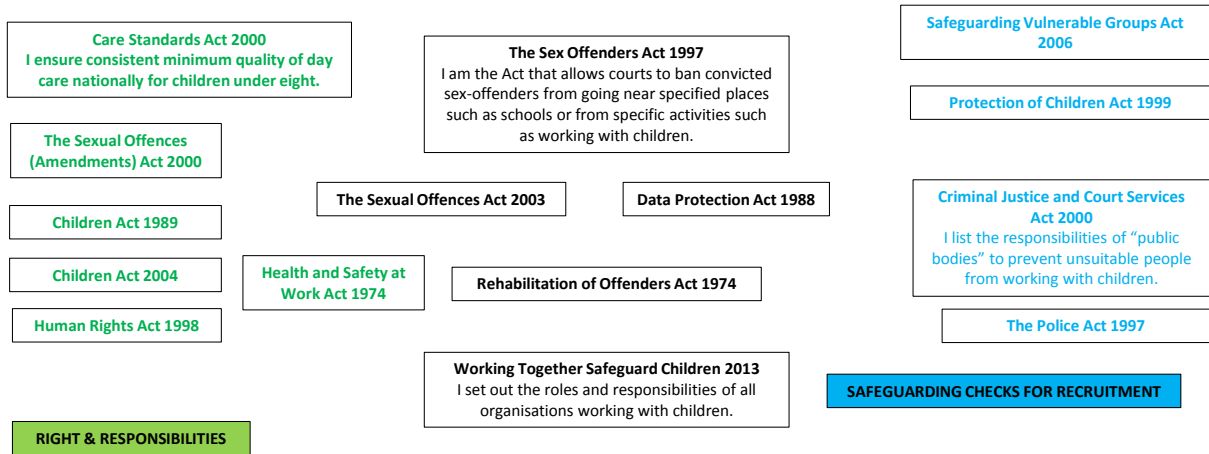 Care Standards Act 2000
I ensure consistent minimum quality of day
care nationally for children under eight.
The Sexual Offences
(Amendments) Act 2000
Children Act 1989
Children Act 2004
Human Rights Act 1998
Health and Safety at
Work Act 1974
RIGHT & RESPONSIBILITIES
The Sex Offenders Act 1997
I am the Act that allows courts to ban convicted
sex-offenders from going near specified places
such as schools or from specific activities such
as working with children.
The Sexual Offences Act 2003
Data Protection Act 1988
Rehabilitation of Offenders Act 1974
Working Together Safeguard Children 2013
I set out the roles and responsibilities of all
organisations working with children.
Safeguarding Vulnerable Groups Act
2006
Protection of Children Act 1999
Criminal Justice and Court Services
Act 2000
I list the responsibilities of “public
bodies” to prevent unsuitable people
from working with children.
The Police Act 1997
SAFEGUARDING CHECKS FOR RECRUITMENT